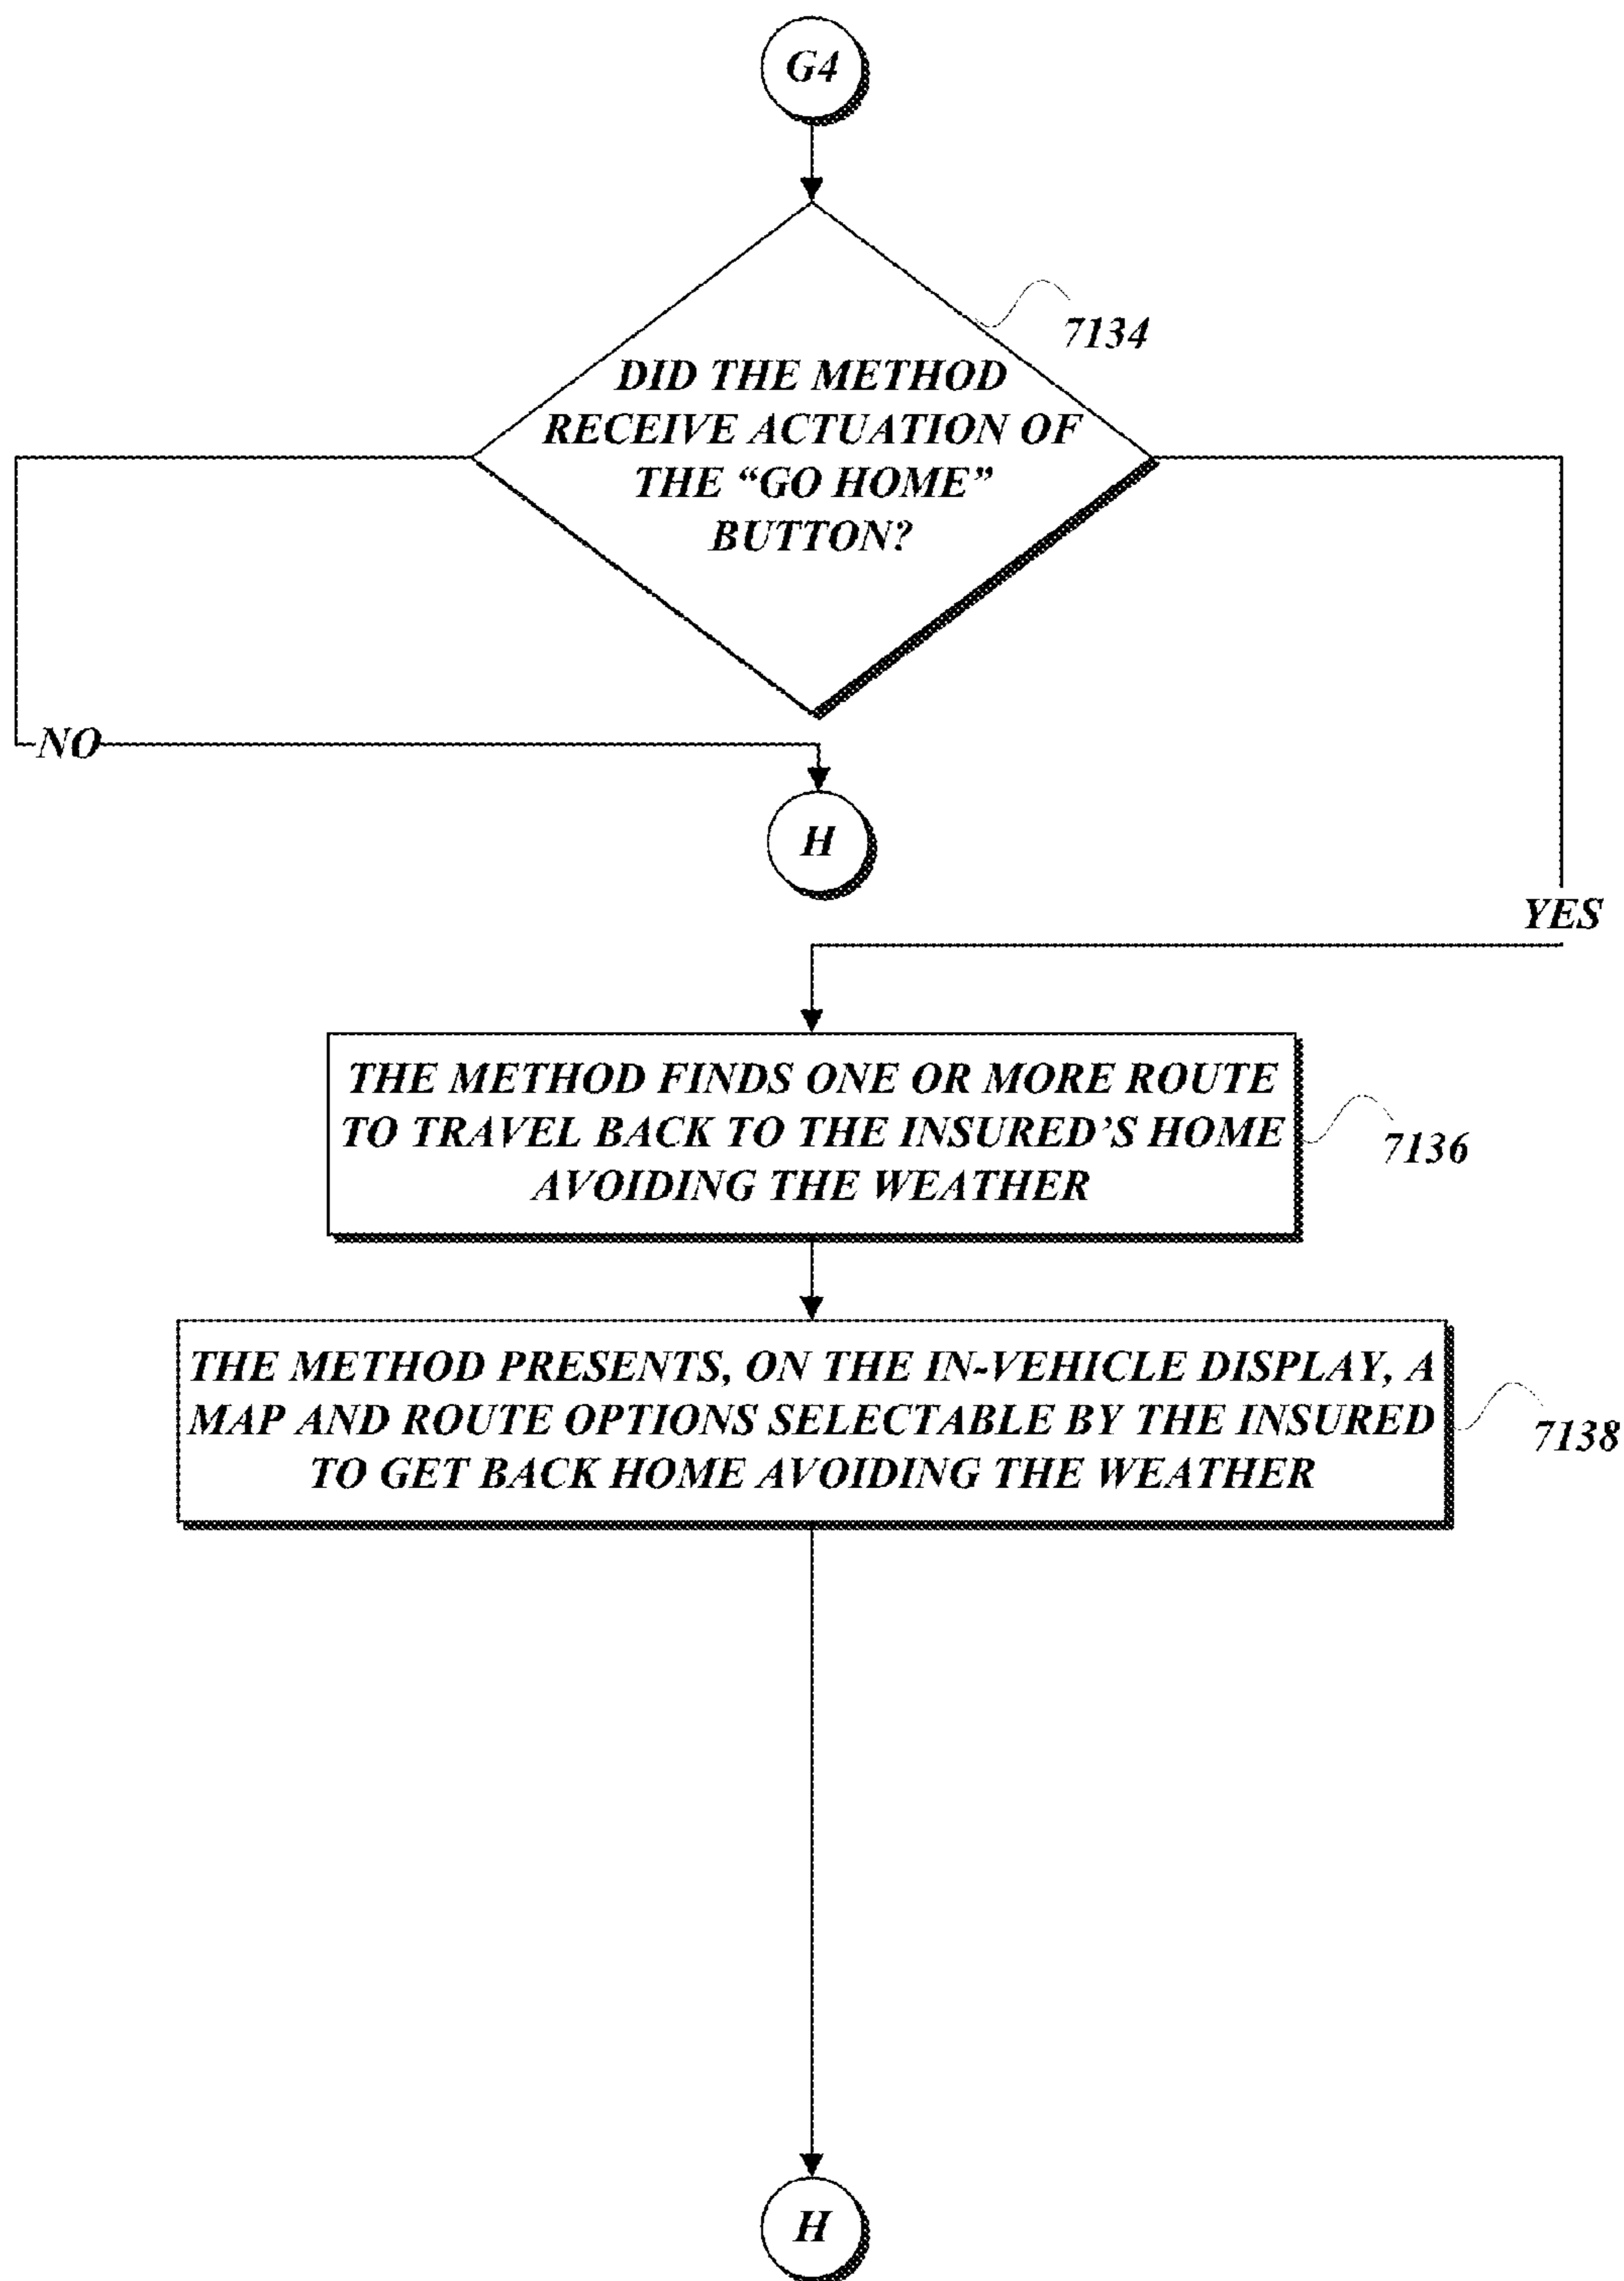 G4
7134
DID THE METHOD
RECEIVE ACTUATION OF
THE “GO HOME”
BUTTON?
NO
H
YES
THE METHOD FINDS ONE OR MORE ROUTE
TO TRAVEL BACK TO THE INSURED’S HOME
AVOIDING THE WEATHER
7136
THE METHOD PRESENTS, ON THE IN-VEHICLE DISPLAY, A
MAP AND ROUTE OPTIONS SELECTABLE BY THE INSURED
TO GET BACK HOME AVOIDING THE WEATHER
7138
H